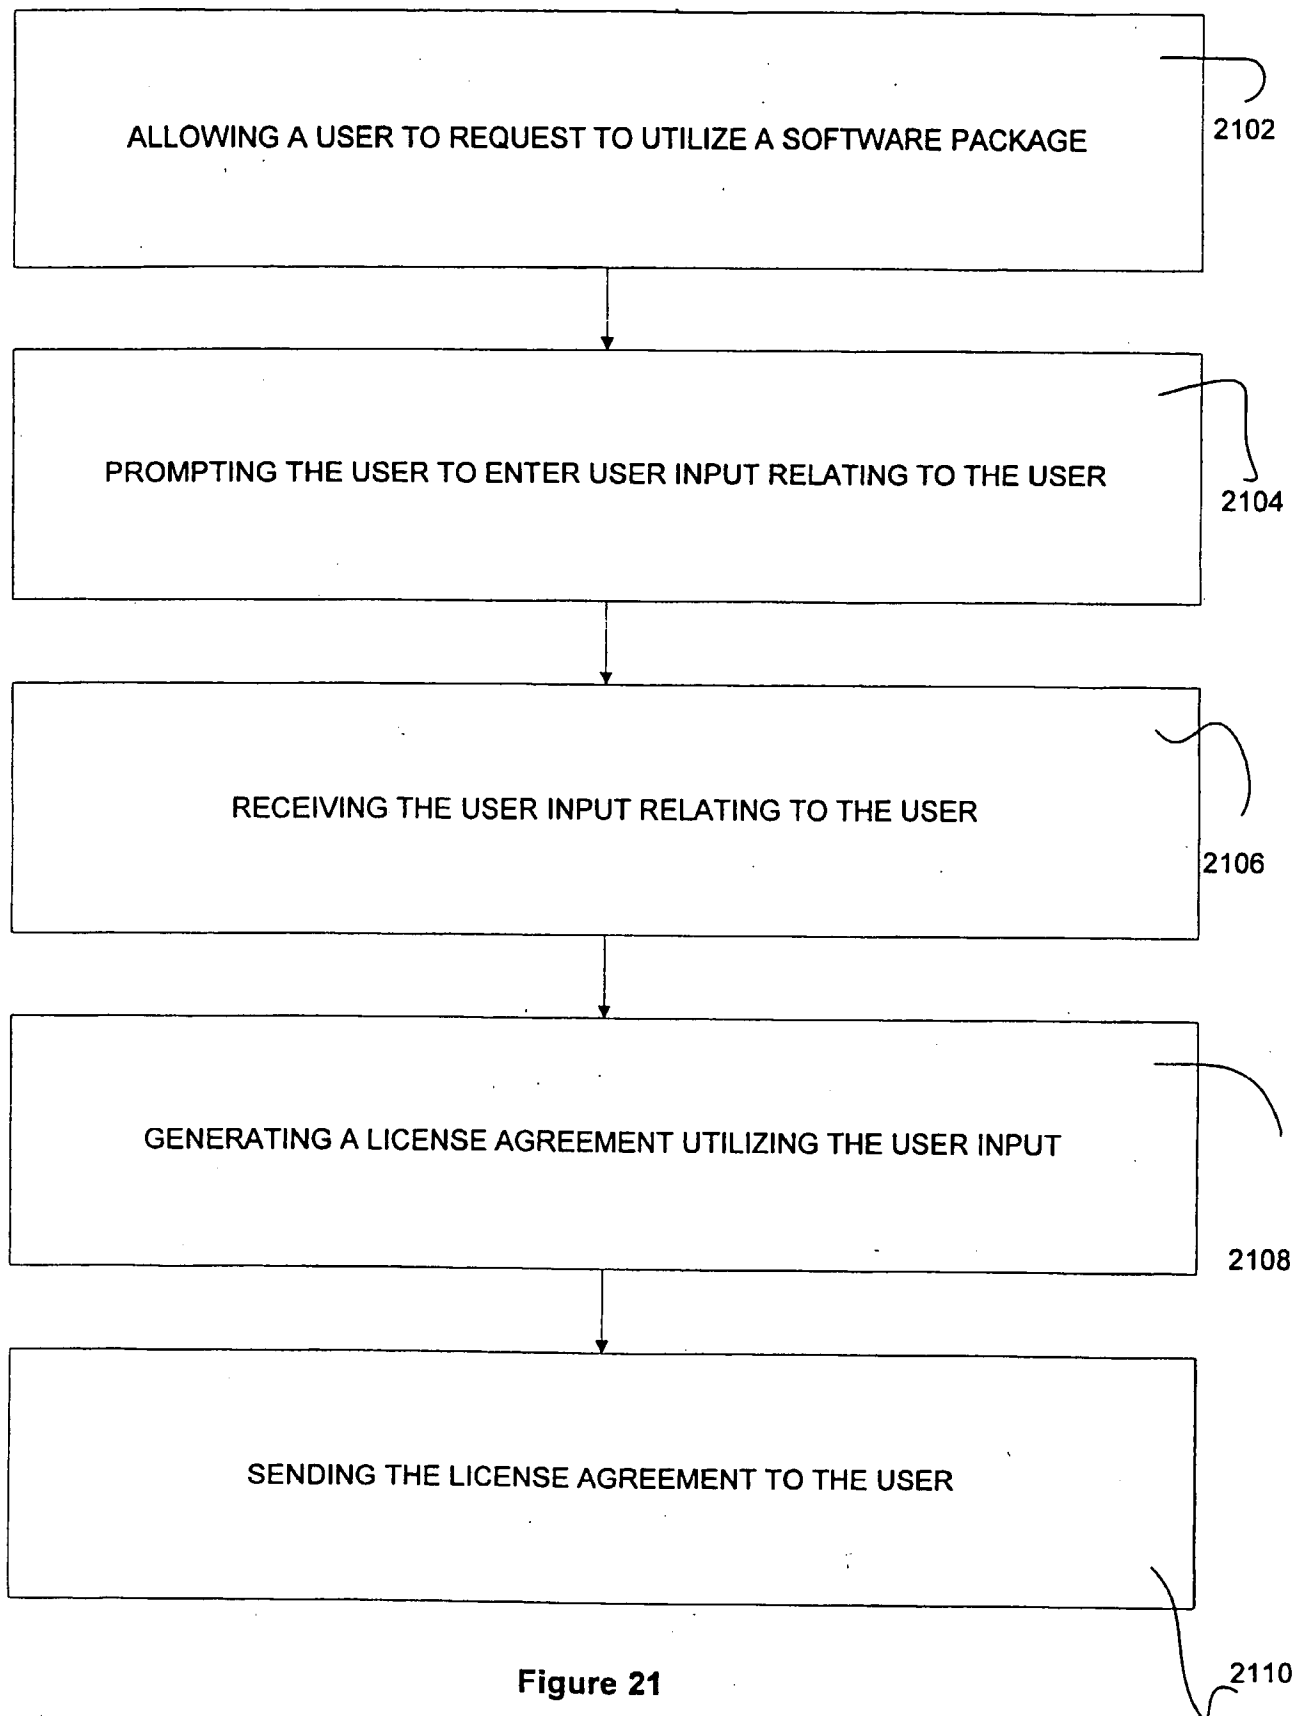 ALLOWING A USER TO REQUEST TO UTILIZE A SOFTWARE PACKAGE
2102
PROMPTING THE USER TO ENTER USER INPUT RELATING TO THE USER
2104
RECEIVING THE USER INPUT RELATING TO THE USER
2106
GENERATING A LICENSE AGREEMENT UTILIZING THE USER INPUT
2108
SENDING THE LICENSE AGREEMENT TO THE USER
2110
Figure 21